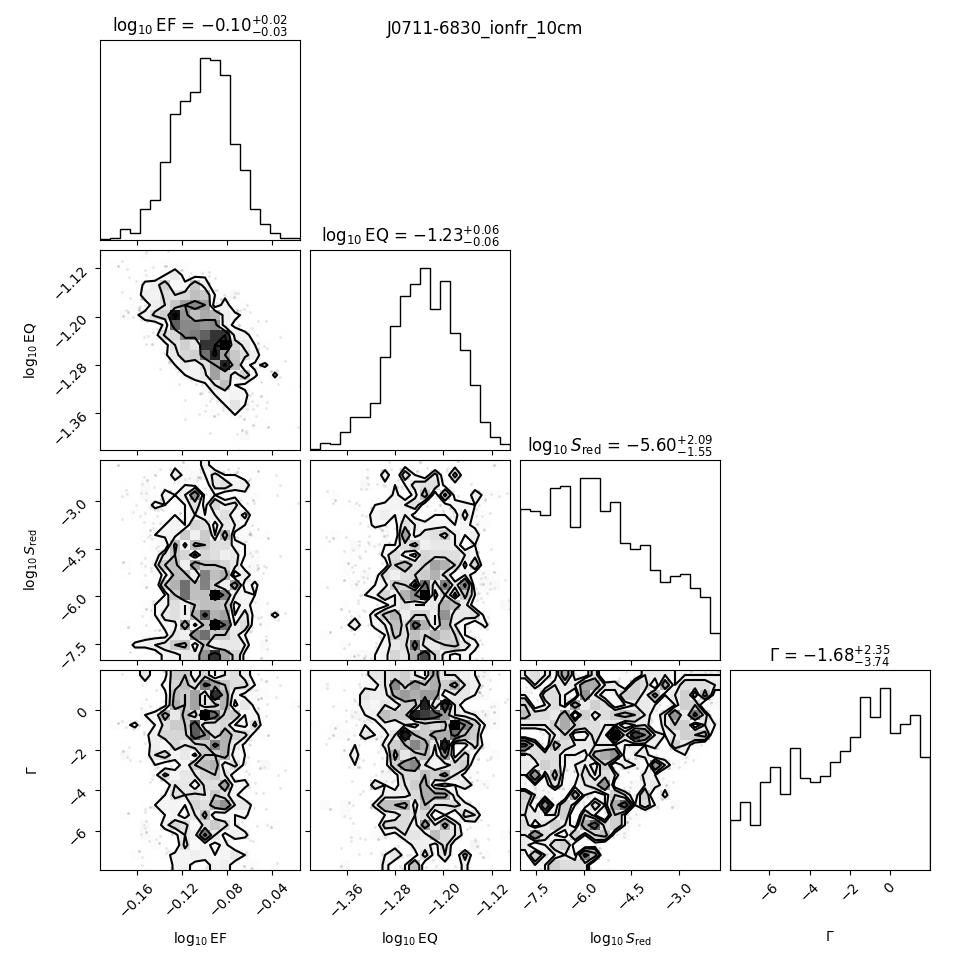 J0711-6830_ionfr_10cm
log₁₀ EF = −0.10⁺⁰·⁰²₋₀.₀₃
log₁₀ EQ = −1.23⁺⁰·⁰⁶₋₀.₀₆
log₁₀ EQ
−1.12
−1.20
−1.28
−1.36
log₁₀ S_red = −5.60⁺²·⁰⁹₋₁.₅₅
log₁₀ S_red
−3.0
−4.5
−6.0
−7.5
Γ = −1.68⁺²·³⁵₋₃.₇₄
Γ
0
−2
−4
−6
−0.16 −0.12 −0.08 −0.04 −1.36 −1.28 −1.20 −1.12 −7.5 −6.0 −4.5 −3.0 −6 −4 −2 0
log₁₀ EF log₁₀ EQ log₁₀ S_red Γ